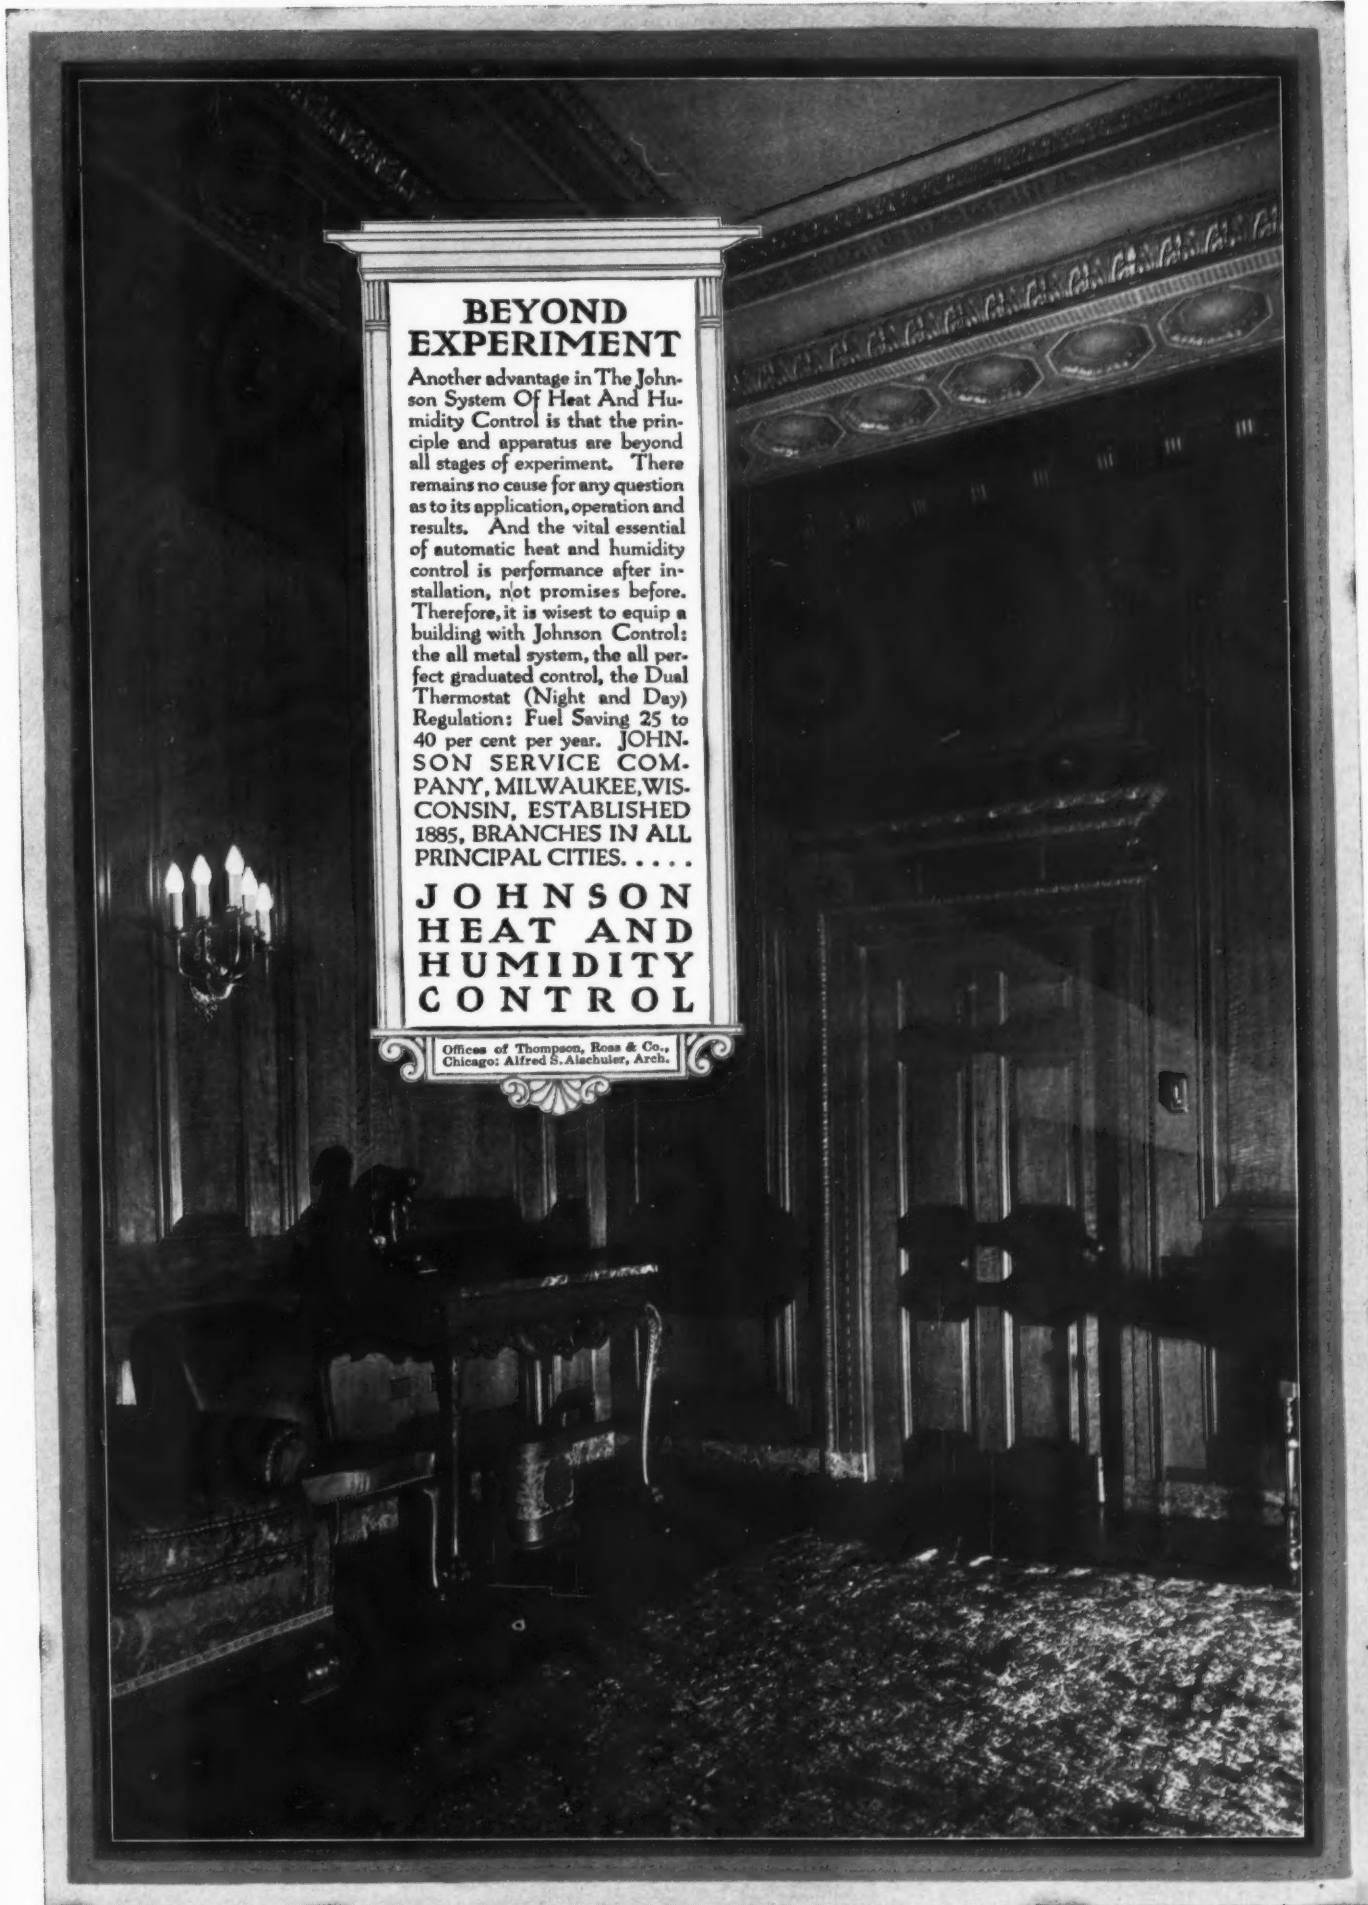 BEYOND
EXPERIMENT
Another advantage in The John-
son System Of Heat And Hu-
midity Control is that the prin-
ciple and apparatus are beyond
all stages of experiment. There
remains no cause for any question
as to its application, operation and
results. And the vital essential
of automatic heat and humidity
control is performance after in-
stallation, not promises before.
Therefore, it is wisest to equip a
building with Johnson Control:
the all metal system, the all per-
fect graduated control, the Dual
Thermostat (Night and Day)
Regulation: Fuel Saving 25 to
40 per cent per year. JOHN-
SON SERVICE COM-
PANY, MILWAUKEE, WIS-
CONSIN, ESTABLISHED
1885, BRANCHES IN ALL
PRINCIPAL CITIES. . . . .
JOHNSON
HEAT AND
HUMIDITY
CONTROL
Offices of Thompson, Ross & Co.,
Chicago: Alfred S. Alschuler, Arch.